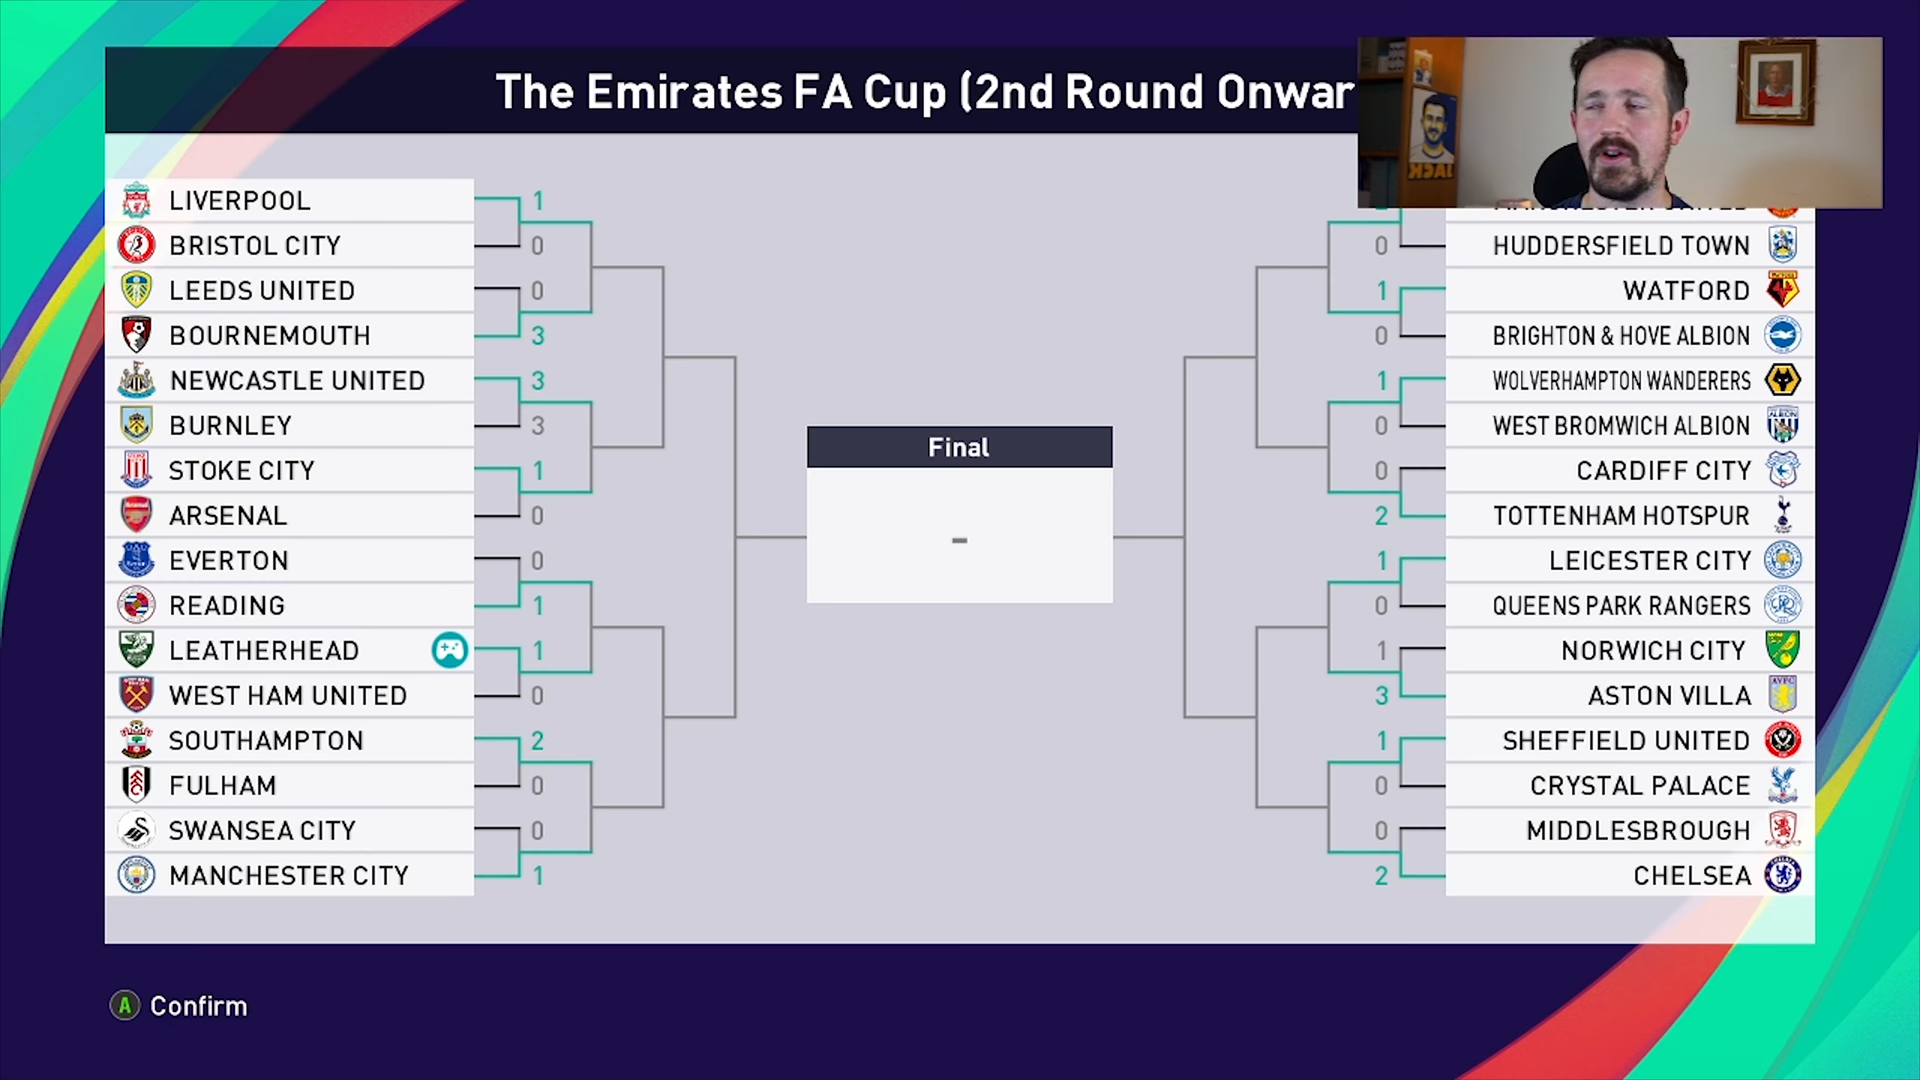 The Emirates FA Cup (2nd Round Onwar
LIVERPOOL 1
BRISTOL CITY 0
LEEDS UNITED 0
BOURNEMOUTH 3
NEWCASTLE UNITED 3
BURNLEY 3
STOKE CITY 1
ARSENAL 0
EVERTON 0
READING 1
LEATHERHEAD 1
WEST HAM UNITED 0
SOUTHAMPTON 2
FULHAM 0
SWANSEA CITY 0
MANCHESTER CITY 1
Final
-
0 HUDDERSFIELD TOWN
1 WATFORD
0 BRIGHTON & HOVE ALBION
1 WOLVERHAMPTON WANDERERS
0 WEST BROMWICH ALBION
0 CARDIFF CITY
2 TOTTENHAM HOTSPUR
1 LEICESTER CITY
0 QUEENS PARK RANGERS
1 NORWICH CITY
3 ASTON VILLA
1 SHEFFIELD UNITED
0 CRYSTAL PALACE
0 MIDDLESBROUGH
2 CHELSEA
JACK
A Confirm